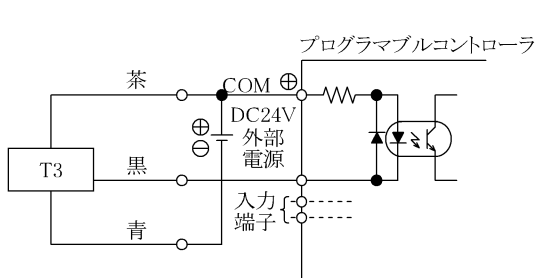 プログラマブルコントローラ
茶
COM ⊕
DC24V
⊕ 外部
⊖ 電源
T3
黒
入力
端子
青